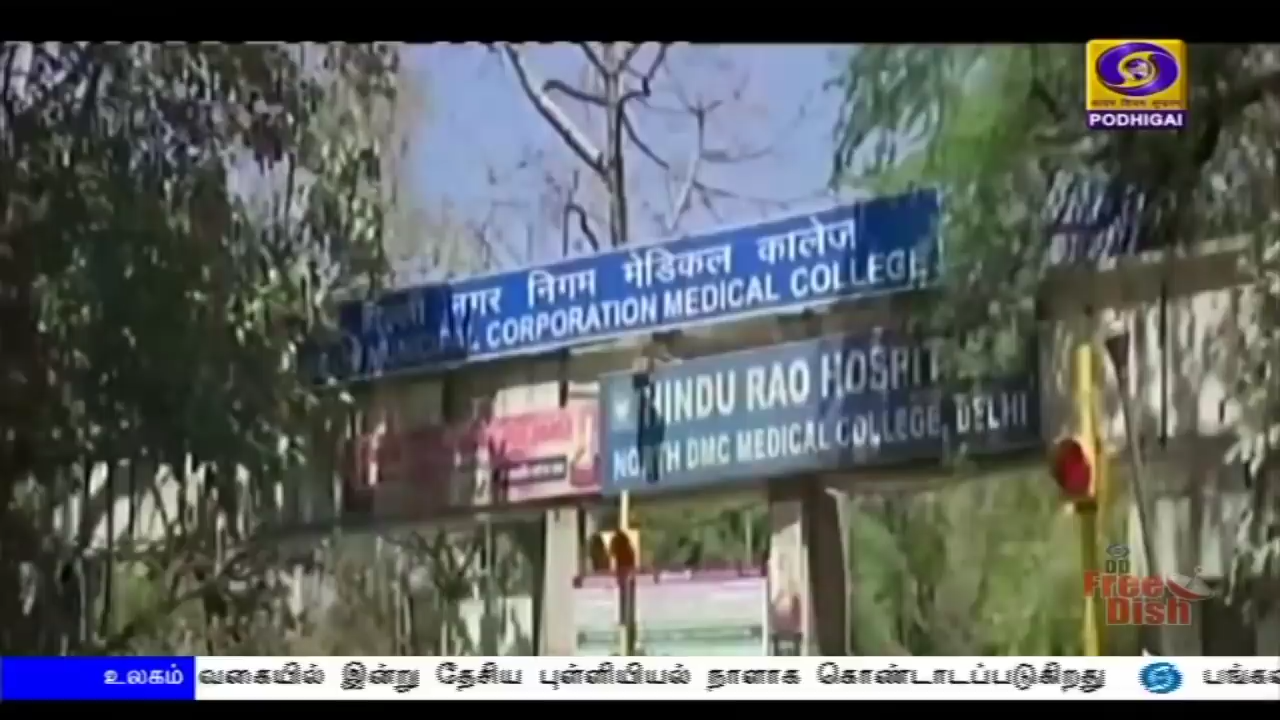 PODHIGAI
नगर निगम मेडिकल कालेज
CORPORATION MEDICAL COLLEGE
HINDU RAO HOSPIT
NORTH DMC MEDICAL COLLEGE, DELHI
DD
Free
Dish
உலகம் வகையில் இன்று தேசிய புள்ளியியல் நாளாக கொண்டாடப்படுகிறது